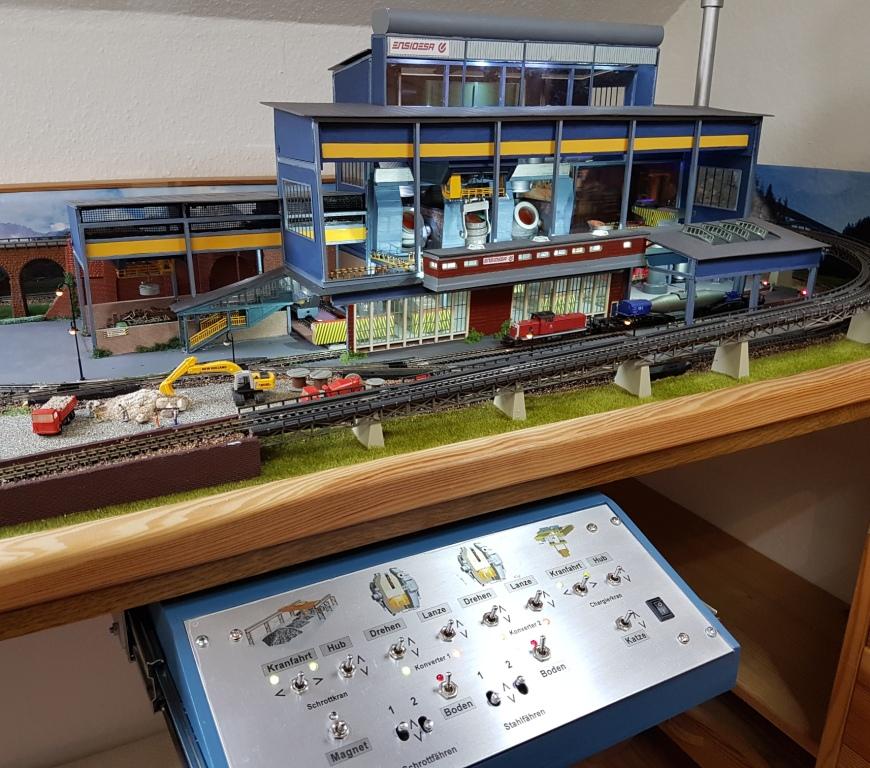 ENSIDESA
ENSIDESA
Kranfahrt
Hub
Drehen
Lanze
Drehen
Lanze
Kranfahrt
Hub
Schrottkran
Konverter 1
Konverter 2
Chargierkran
Katze
Magnet
1 2
Boden
1 2
Boden
Schrottfähren
Stahlfähren